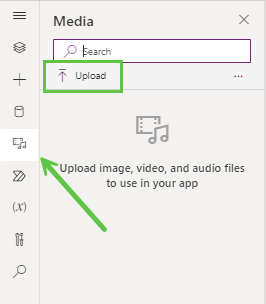 Media
Search
Upload
Upload image, video, and audio files
to use in your app
(x)